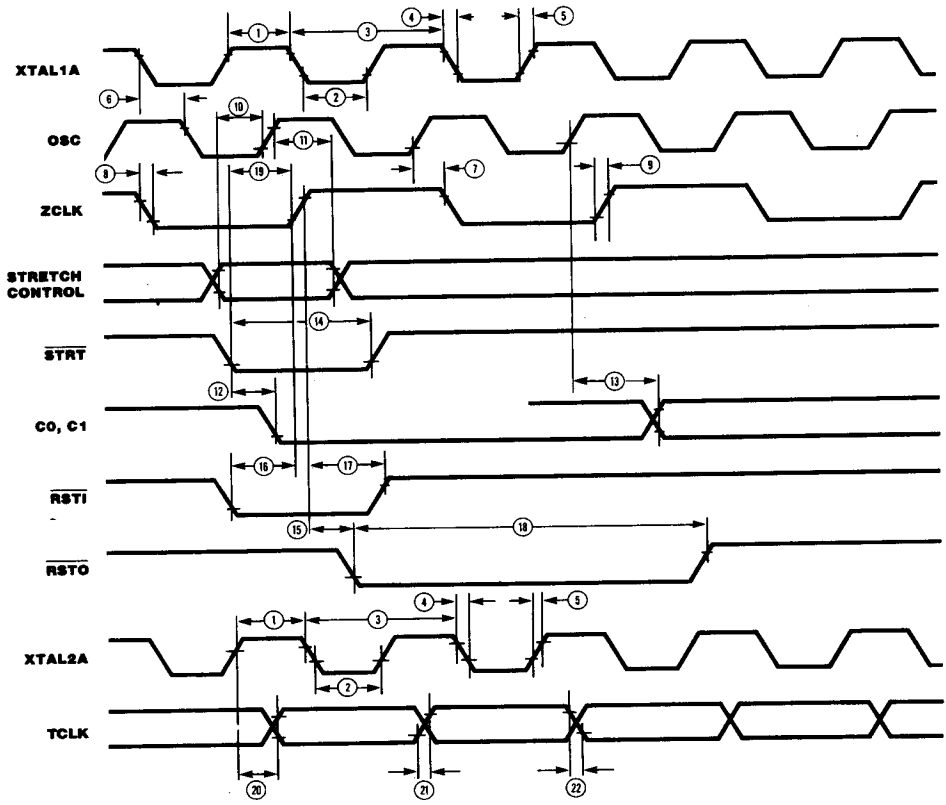 4
5
1
3
XTAL1A
2
6
10
OSC
11
8
19
7
9
ZCLK
STRETCH
CONTROL
14
STRT
12
13
C0, C1
16
17
RSTI
15
18
RSTO
4
5
1
3
XTAL2A
2
TCLK
20
21
22